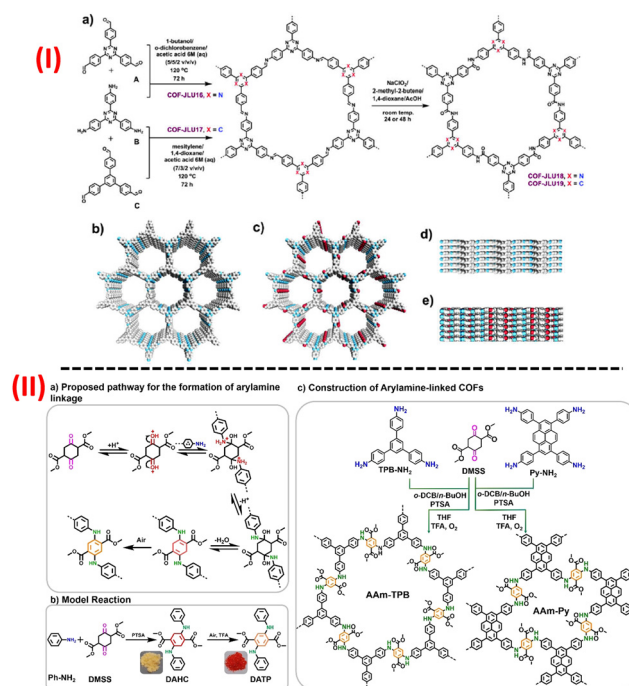 (I)
a)
1-butanol/
o-dichlorobenzene/
acetic acid 6M (aq)
(5/5/2 v/v/v)
120 °C
72 h
A
+
COF-JLU16, X = N
NH₂
H₂N
NH₂
B
COF-JLU17, X = C
+
mesitylene/
1,4-dioxane/
acetic acid 6M (aq)
(7/3/2 v/v/v)
120 °C
72 h
C
NaClO₂/
2-methyl-2-butene/
1,4-dioxane/AcOH
room temp.
24 or 48 h
COF-JLU18, X = N
COF-JLU19, X = C
b)
c)
d)
e)
(II)
a) Proposed pathway for the formation of arylamine
linkage
+H⁺
-H⁺
-H₂O
Air
b) Model Reaction
PTSA
Air, TFA
Ph-NH₂
DMSS
DAHC
DATP
c) Construction of Arylamine-linked COFs
TPB-NH₂
DMSS
Py-NH₂
o-DCB/n-BuOH
PTSA
THF
TFA, O₂
o-DCB/n-BuOH
PTSA
THF
TFA, O₂
AAm-TPB
AAm-Py